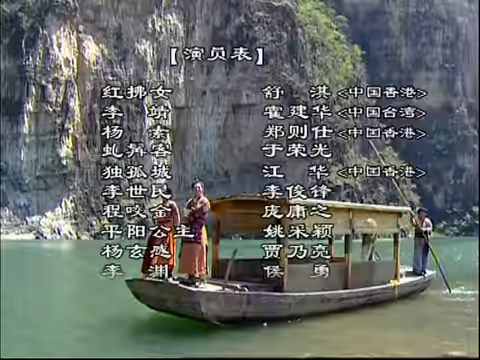 【演员表】
红拂女 舒淇<中国香港>
李靖 霍建华<中国台湾>
杨素 郑则仕<中国香港>
虬髯客 于荣光
独孤城 江华<中国香港>
李世民 李俊锋
程咬金 庞庸之
平阳公主 姚采颖
杨玄感 贾乃亮
李渊 侯勇